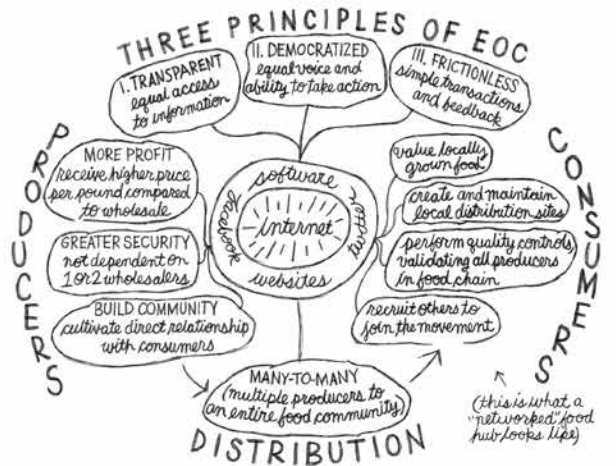 THREE PRINCIPLES OF EOC
I. TRANSPARENT
equal access
to information
II. DEMOCRATIZED
equal voice and
ability to take action
III. FRICTIONLESS
simple transactions
and feedback
PRODUCERS
MORE PROFIT
receive higher price
per pound compared
to wholesale
GREATER SECURITY
not dependent on
1 or 2 wholesalers
BUILD COMMUNITY
cultivate direct relationship
with consumers
software
facebook
internet
twitter
websites
CONSUMERS
value locally
grown food
create and maintain
local distribution sites
perform quality controls,
validating all producers
in food chain
recruit others to
join the movement
MANY-TO-MANY
(multiple producers to
an entire food community)
DISTRIBUTION
(this is what a
"networked" food
hub looks like)